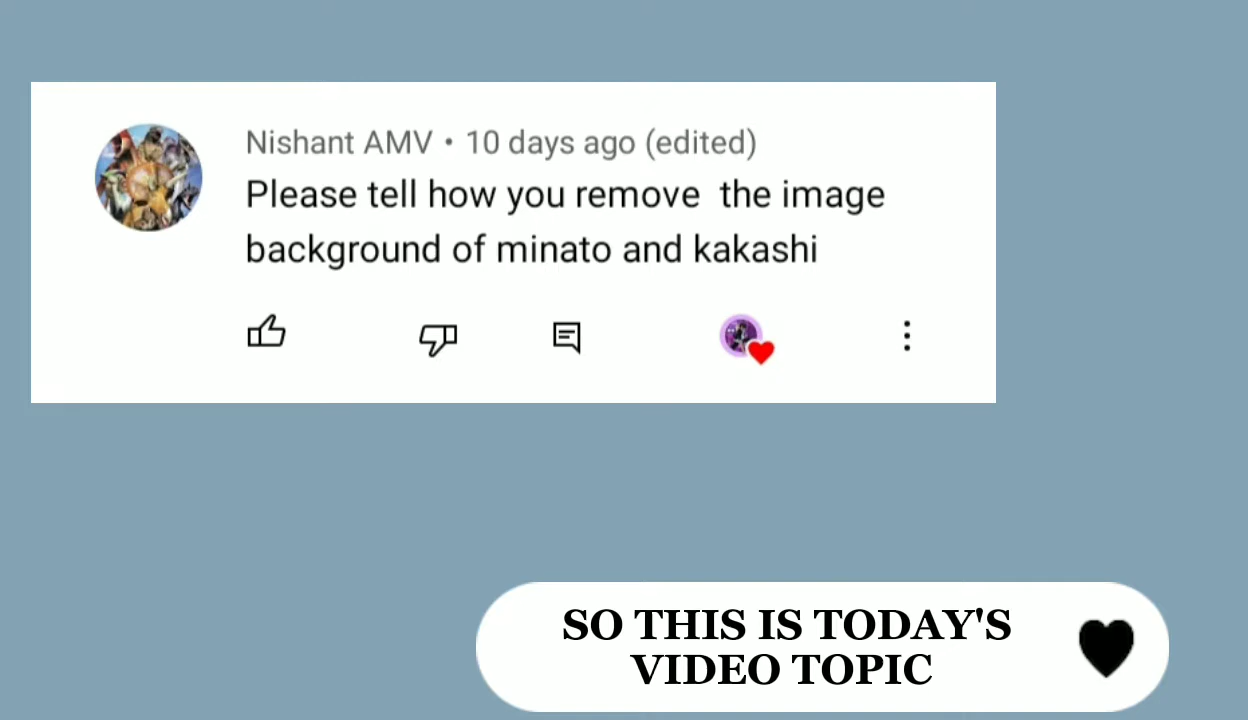 Nishant AMV • 10 days ago (edited)
Please tell how you remove  the image
background of minato and kakashi
SO THIS IS TODAY'S
VIDEO TOPIC